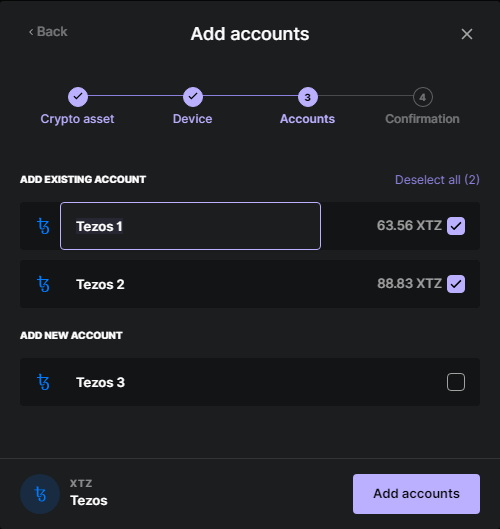 ‹ Back
Add accounts
3
4
Crypto asset
Device
Accounts
Confirmation
ADD EXISTING ACCOUNT
Deselect all (2)
Tezos 1
63.56 XTZ
Tezos 2
88.83 XTZ
ADD NEW ACCOUNT
Tezos 3
XTZ
Tezos
Add accounts